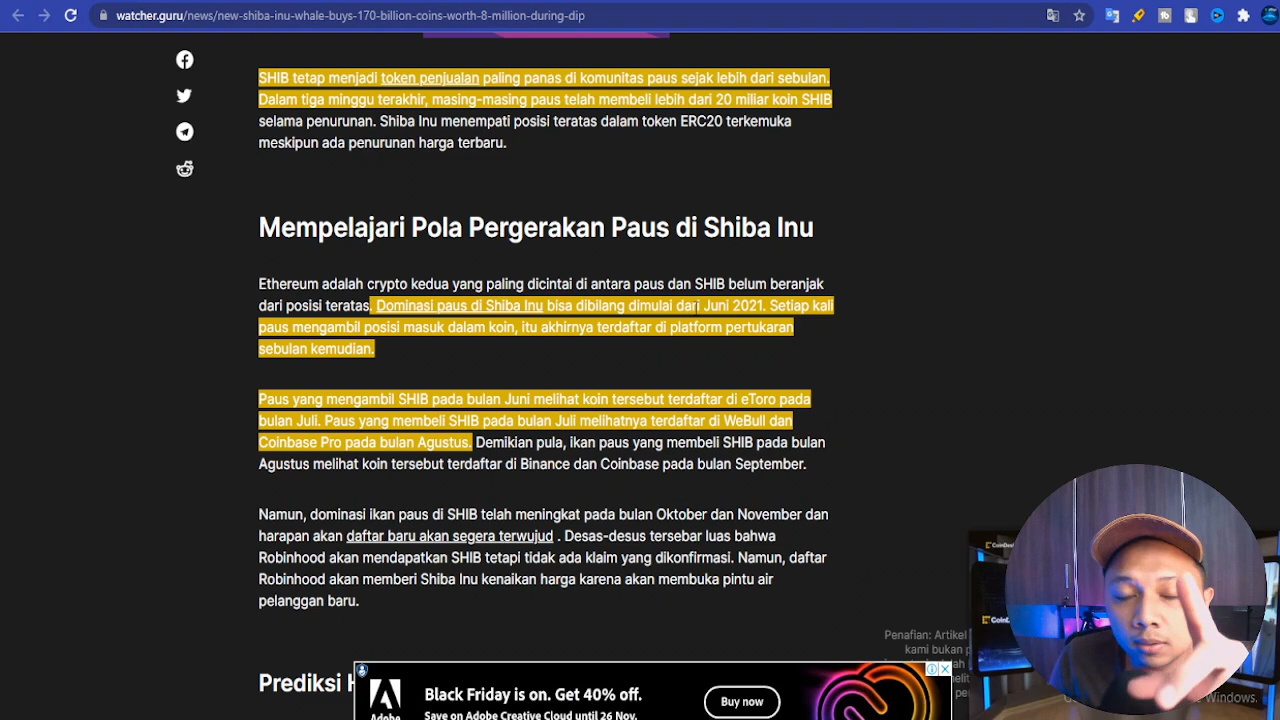 watcher.guru/news/new-shiba-inu-whale-buys-170-billion-coins-worth-8-million-during-dip
SHIB tetap menjadi token penjualan paling panas di komunitas paus sejak lebih dari sebulan.
Dalam tiga minggu terakhir, masing-masing paus telah membeli lebih dari 20 miliar koin SHIB
selama penurunan. Shiba Inu menempati posisi teratas dalam token ERC20 terkemuka
meskipun ada penurunan harga terbaru.
Mempelajari Pola Pergerakan Paus di Shiba Inu
Ethereum adalah crypto kedua yang paling dicintai di antara paus dan SHIB belum beranjak
dari posisi teratas. Dominasi paus di Shiba Inu bisa dibilang dimulai dari Juni 2021. Setiap kali
paus mengambil posisi masuk dalam koin, itu akhirnya terdaftar di platform pertukaran
sebulan kemudian.
Paus yang mengambil SHIB pada bulan Juni melihat koin tersebut terdaftar di eToro pada
bulan Juli. Paus yang membeli SHIB pada bulan Juli melihatnya terdaftar di WeBull dan
Coinbase Pro pada bulan Agustus. Demikian pula, ikan paus yang membeli SHIB pada bulan
Agustus melihat koin tersebut terdaftar di Binance dan Coinbase pada bulan September.
Namun, dominasi ikan paus di SHIB telah meningkat pada bulan Oktober dan November dan
harapan akan daftar baru akan segera terwujud . Desas-desus tersebar luas bahwa
Robinhood akan mendapatkan SHIB tetapi tidak ada klaim yang dikonfirmasi. Namun, daftar
Robinhood akan memberi Shiba Inu kenaikan harga karena akan membuka pintu air
pelanggan baru.
Penafian: Artikel
kami bukan
Prediksi
Adobe
Black Friday is on. Get 40% off.
Save on Adobe Creative Cloud until 26 Nov.
Buy now
Windows.